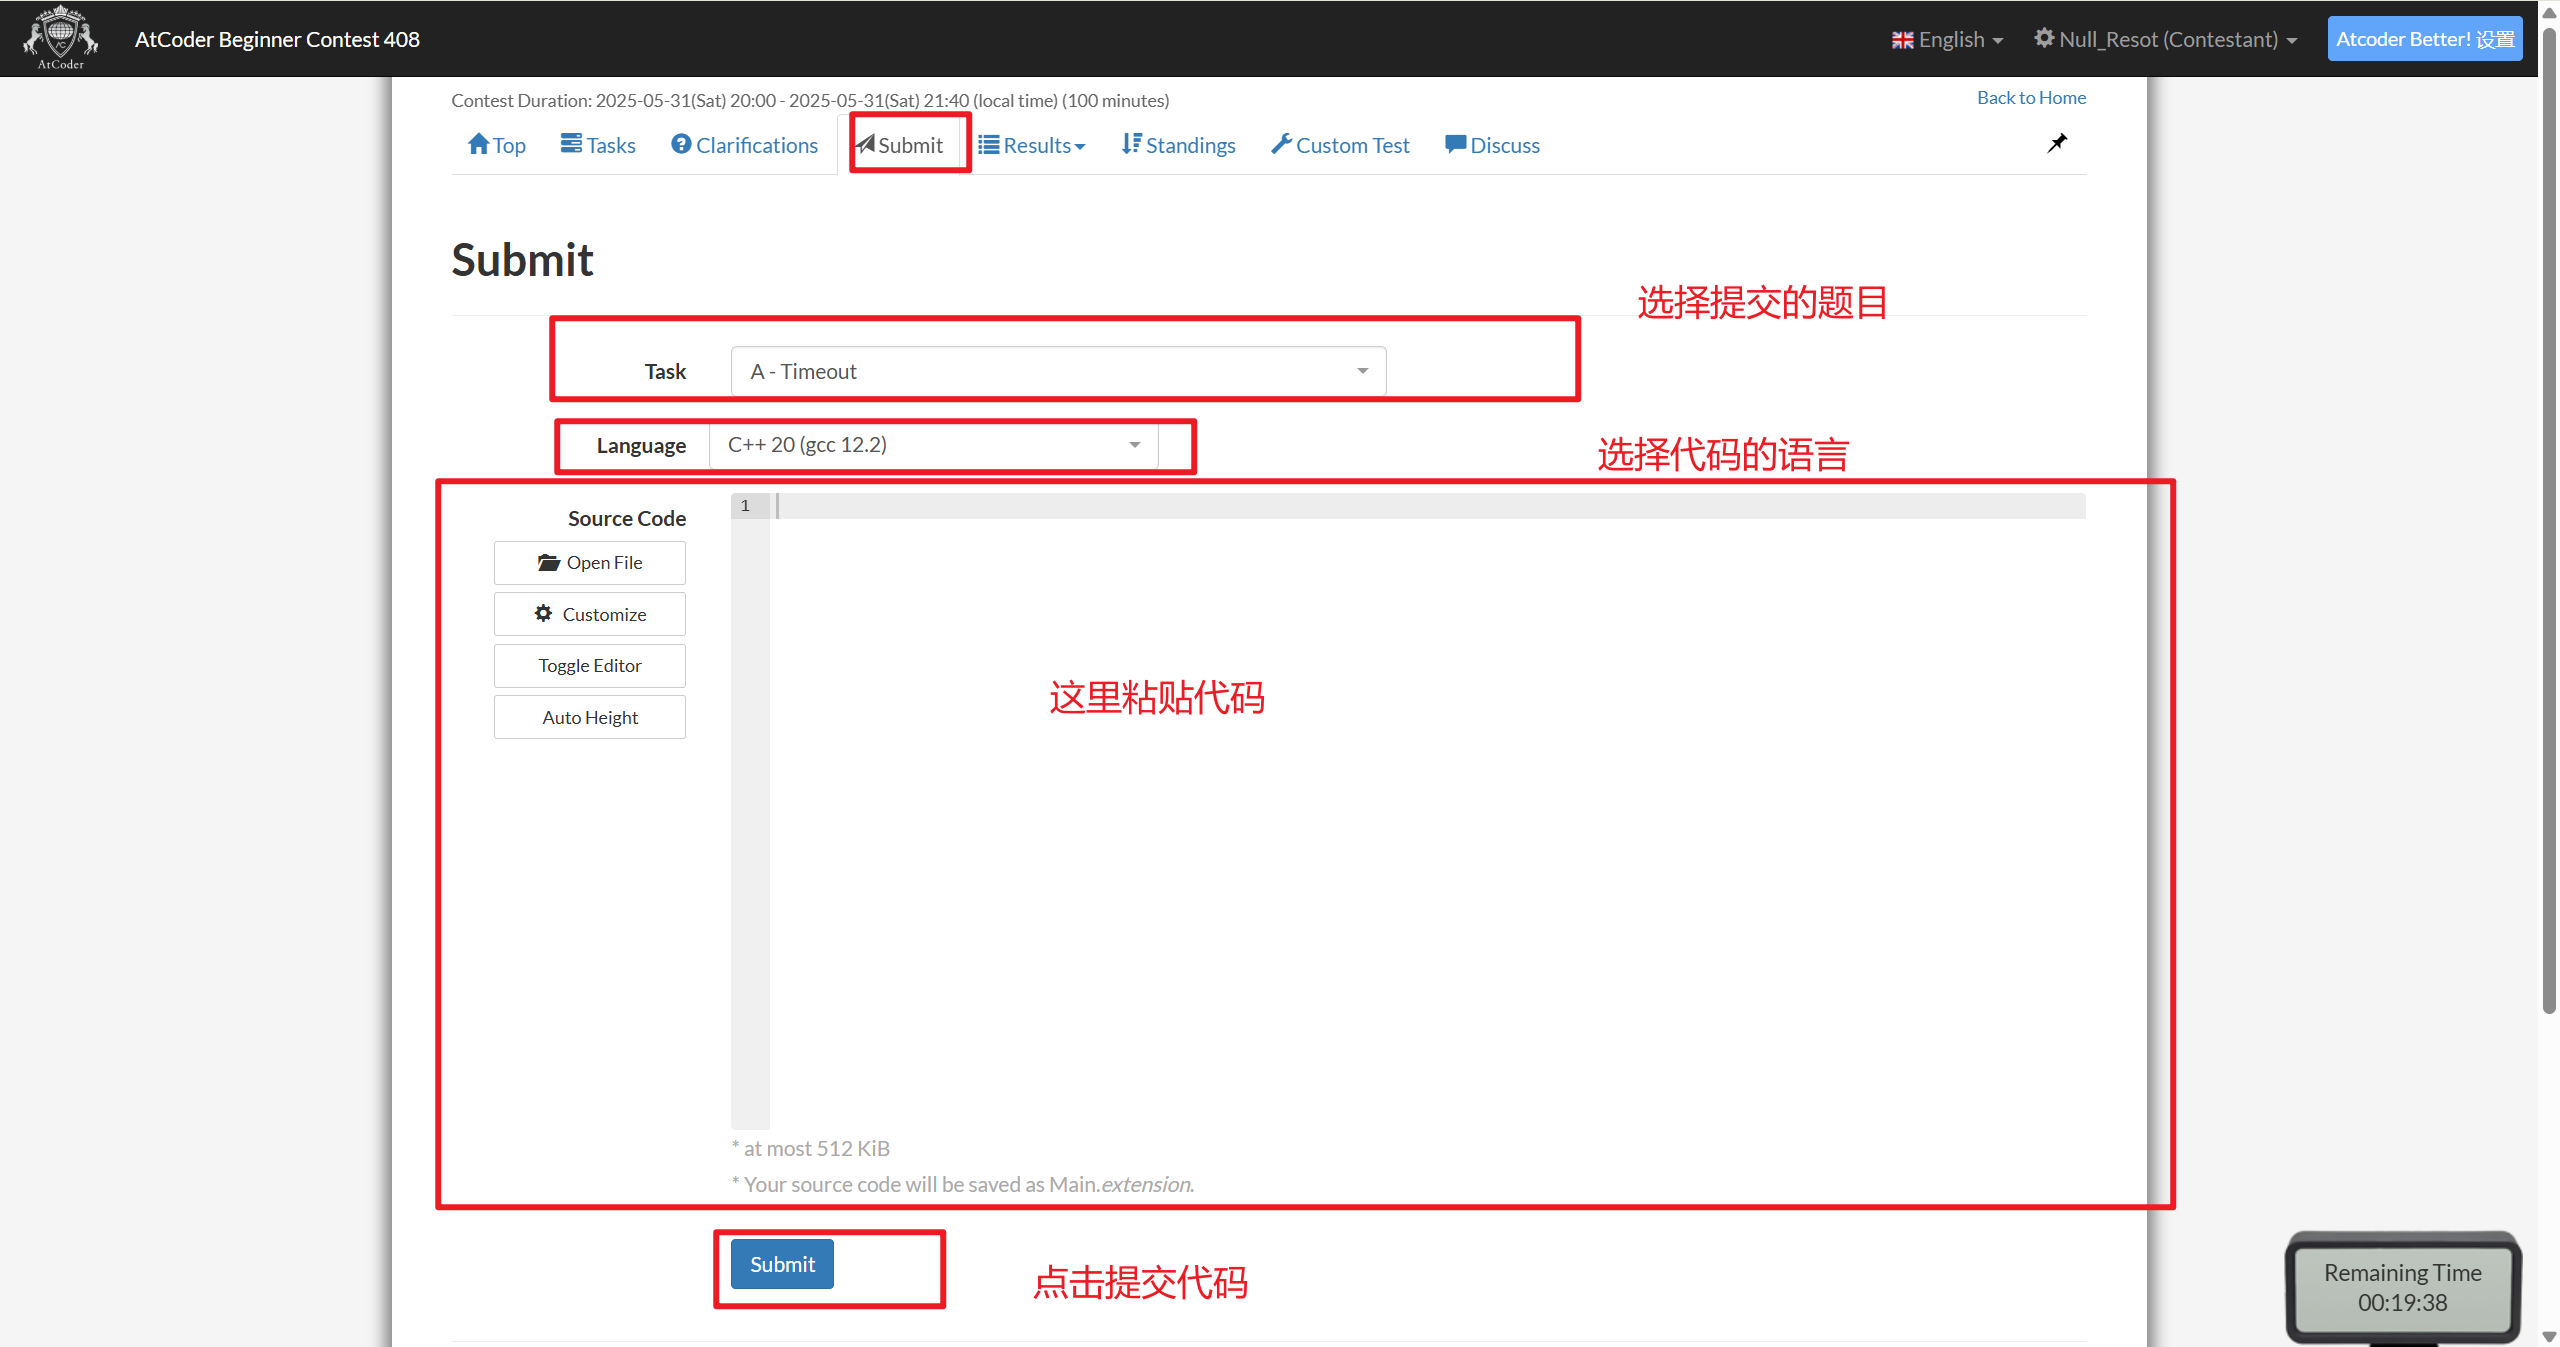 AtCoder
AtCoder Beginner Contest 408
English
Null_Resot (Contestant)
Atcoder Better! 设置
Contest Duration: 2025-05-31(Sat) 20:00 - 2025-05-31(Sat) 21:40 (local time) (100 minutes)
Back to Home
Top
Tasks
Clarifications
Submit
Results
Standings
Custom Test
Discuss
Submit
选择提交的题目
Task
A - Timeout
Language
C++ 20 (gcc 12.2)
选择代码的语言
Source Code
1
Open File
Customize
Toggle Editor
Auto Height
这里粘贴代码
* at most 512 KiB
* Your source code will be saved as Main.extension.
Submit
点击提交代码
Remaining Time
00:19:38